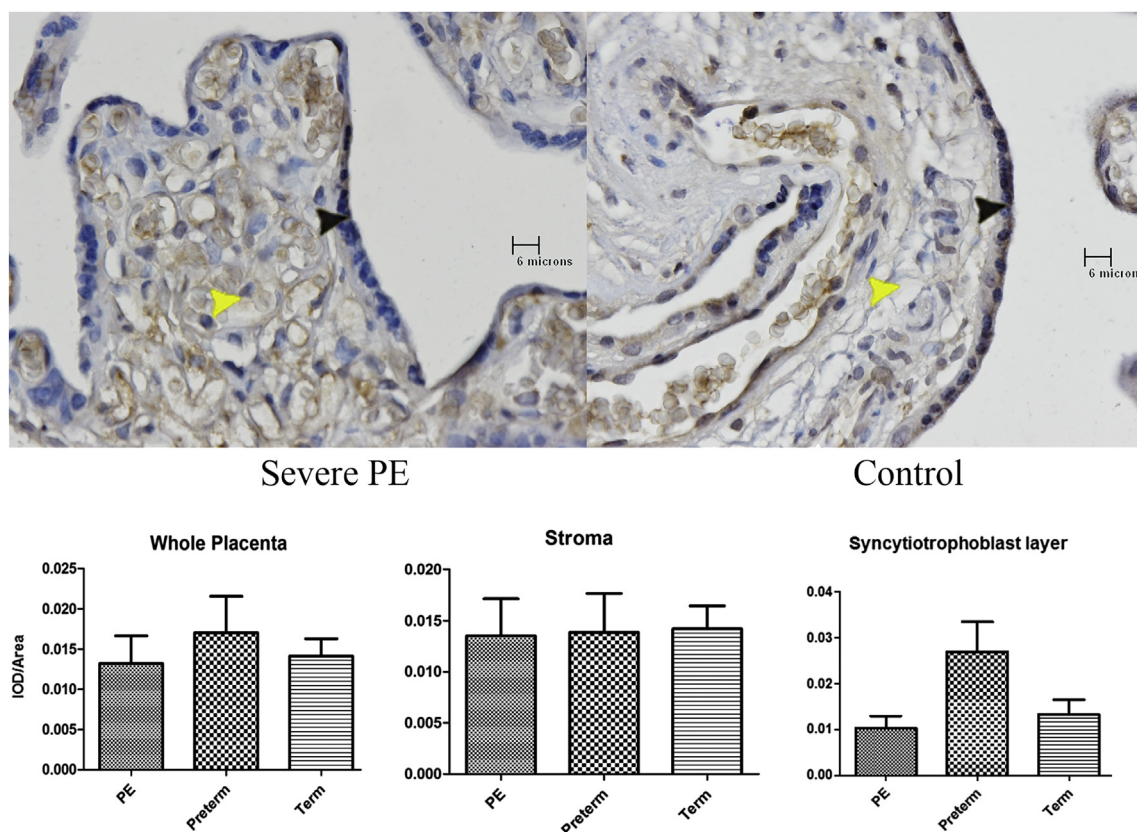 6 microns
6 micron
Severe PE
Control
Whole Placenta
IOD/Area
0.025
0.020
0.015
0.010
0.005
0.000
PE
Preterm
Term
Stroma
0.020
0.015
0.010
0.005
0.000
PE
Preterm
Term
Syncytiotrophoblast layer
0.04
0.03
0.02
0.01
0.00
PE
Preterm
Term